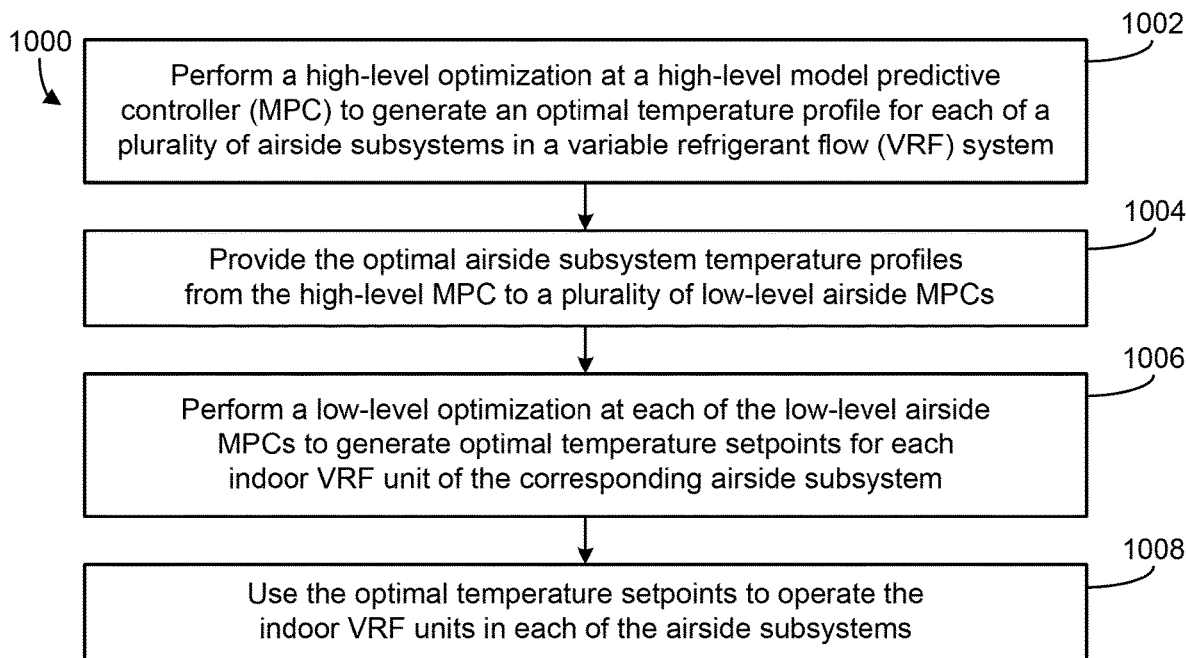 1000
1002
Perform a high-level optimization at a high-level model predictive
controller (MPC) to generate an optimal temperature profile for each of a
plurality of airside subsystems in a variable refrigerant flow (VRF) system
1004
Provide the optimal airside subsystem temperature profiles
from the high-level MPC to a plurality of low-level airside MPCs
1006
Perform a low-level optimization at each of the low-level airside
MPCs to generate optimal temperature setpoints for each
indoor VRF unit of the corresponding airside subsystem
1008
Use the optimal temperature setpoints to operate the
indoor VRF units in each of the airside subsystems